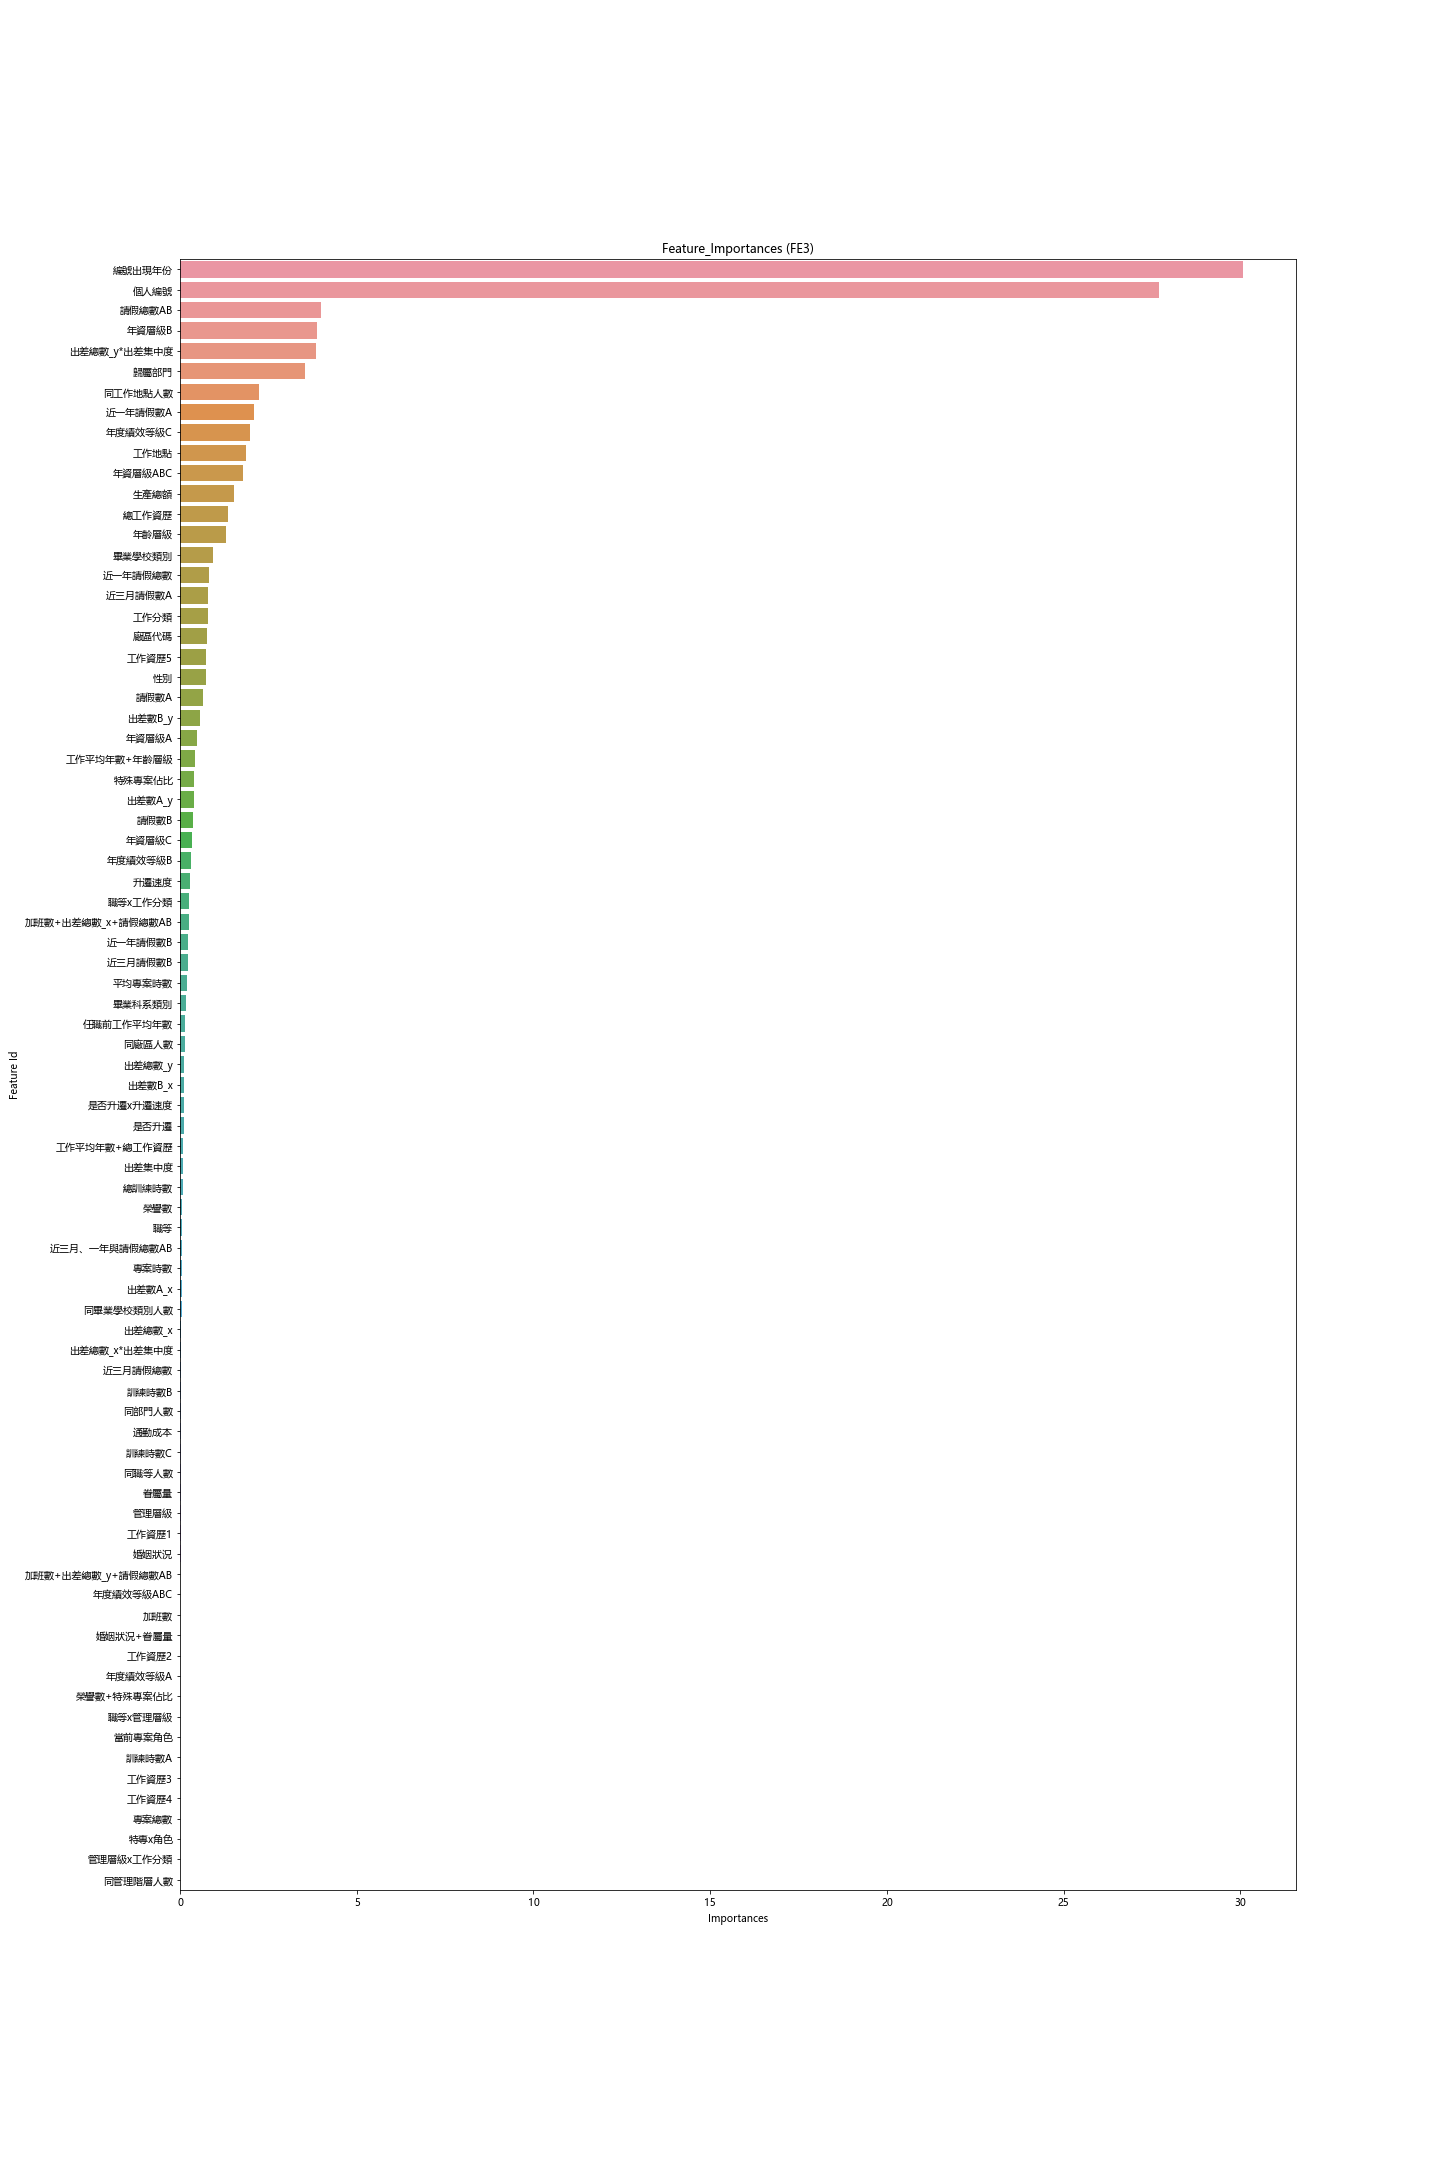 Feature_Importances (FE3)
編號出現年份
個人編號
請假總數AB
年資層級B
出差總數_y*出差集中度
歸屬部門
同工作地點人數
近一年請假數A
年度績效等級C
工作地點
年資層級ABC
生產總額
總工作資歷
年齡層級
畢業學校類別
近一年請假總數
近三月請假數A
工作分類
廠區代碼
工作資歷5
性別
請假數A
出差數B_y
年資層級A
工作平均年數+年齡層級
特殊專案佔比
出差數A_y
請假數B
年資層級C
年度績效等級B
升遷速度
職等x工作分類
加班數+出差總數_x+請假總數AB
近一年請假數B
近三月請假數B
平均專案時數
畢業科系類別
任職前工作平均年數
同廠區人數
出差總數_y
出差數B_x
是否升遷x升遷速度
是否升遷
工作平均年數+總工作資歷
出差集中度
總訓練時數
榮譽數
職等
近三月、一年與請假總數AB
專案時數
出差數A_x
同畢業學校類別人數
出差總數_x
出差總數_x*出差集中度
近三月請假總數
訓練時數B
同部門人數
通勤成本
訓練時數C
同職等人數
眷屬量
管理層級
工作資歷1
婚姻狀況
加班數+出差總數_y+請假總數AB
年度績效等級ABC
加班數
婚姻狀況+眷屬量
工作資歷2
年度績效等級A
榮譽數+特殊專案佔比
職等x管理層級
當前專案角色
訓練時數A
工作資歷3
工作資歷4
專案總數
特專x角色
管理層級x工作分類
同管理階層人數
Feature Id
0 5 10 15 20 25 30
Importances